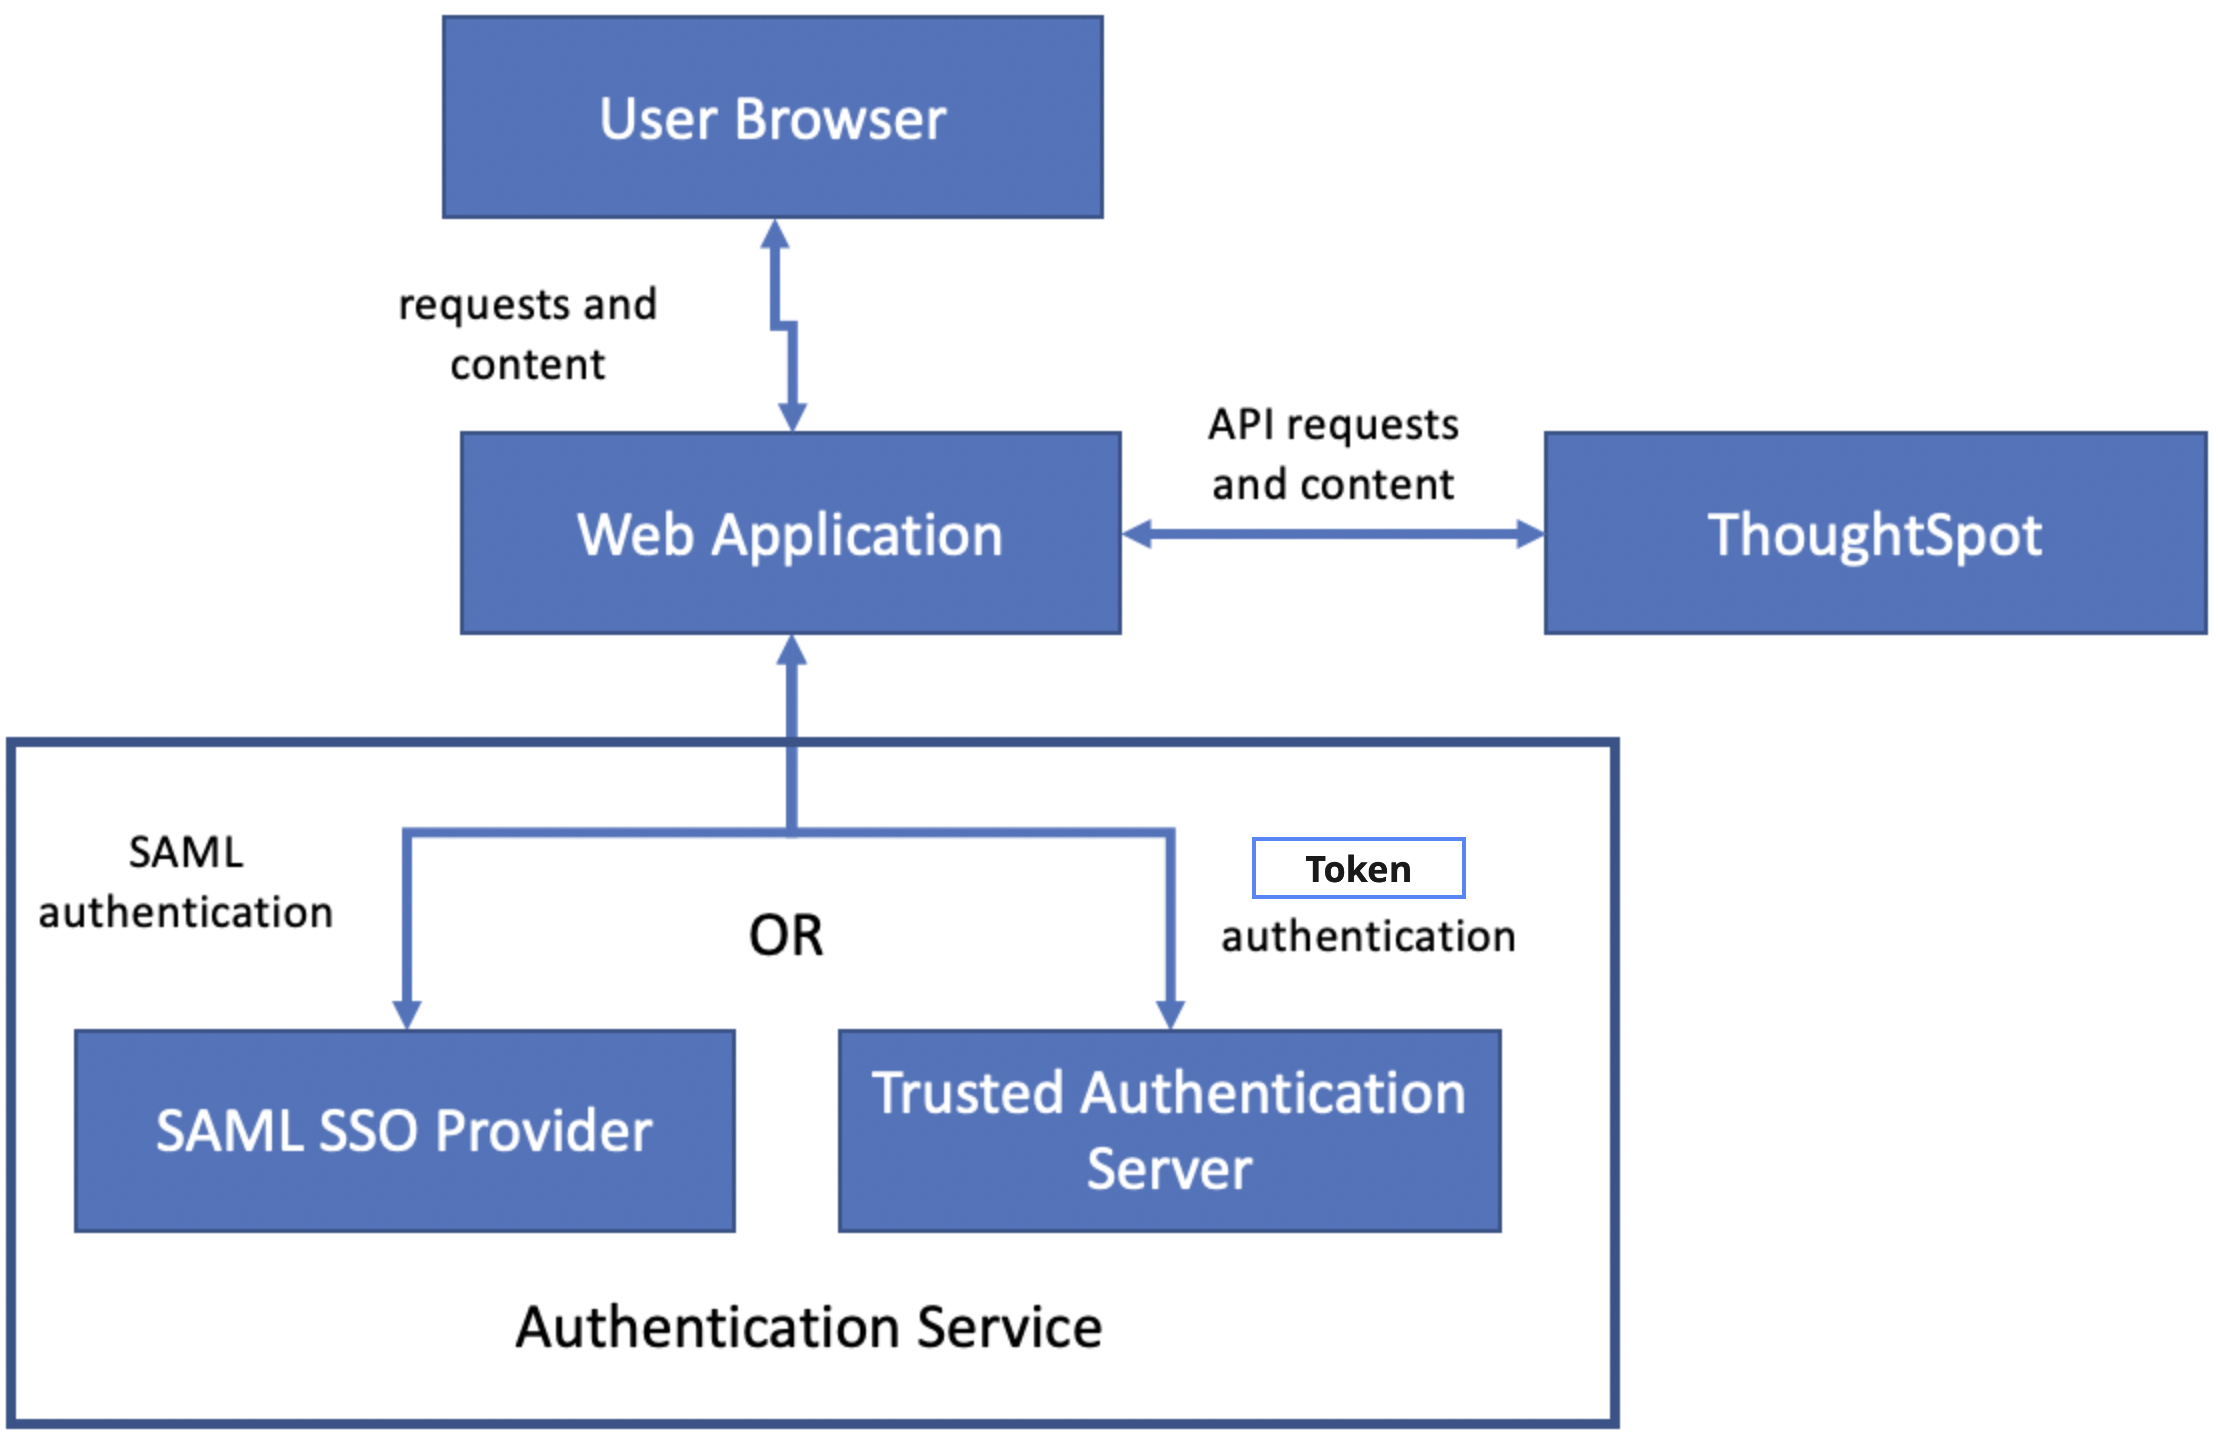 User Browser
requests and
content
API requests
and content
Web Application
ThoughtSpot
SAML
authentication
Token
authentication
OR
SAML SSO Provider
Trusted Authentication
Server
Authentication Service